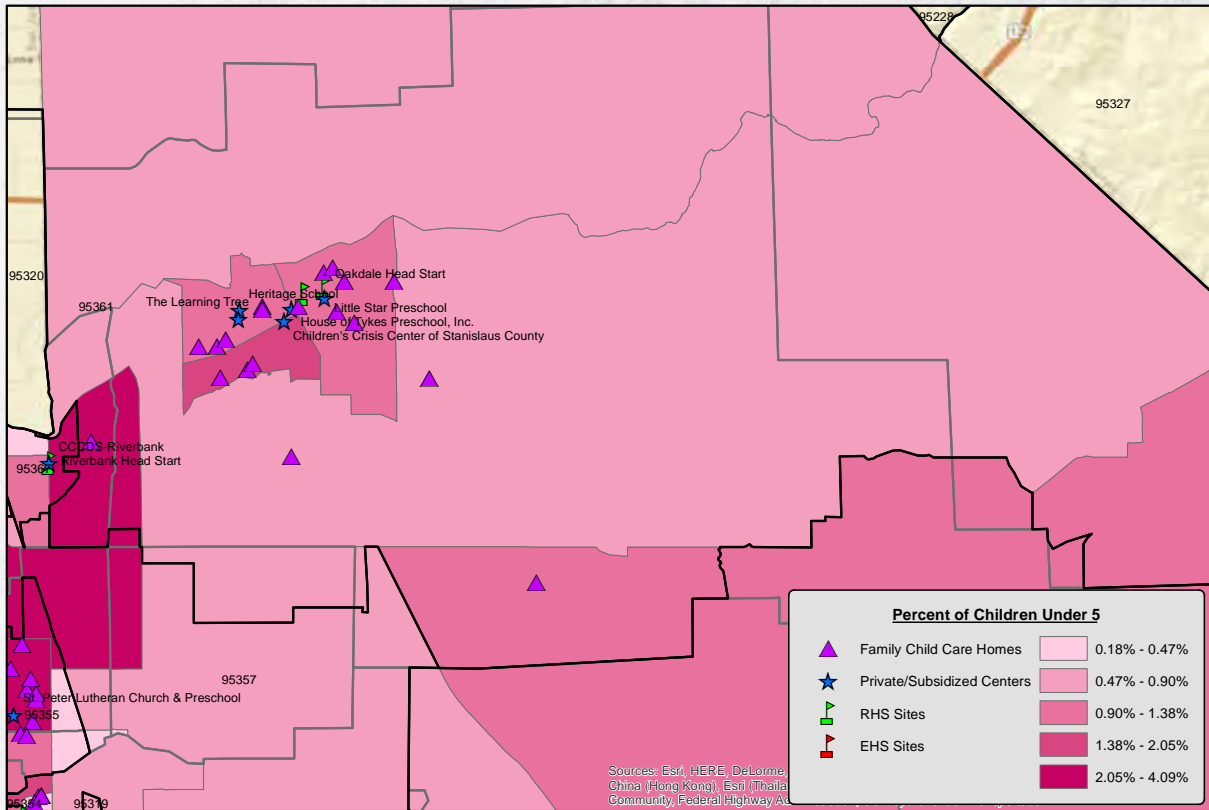 95228
95327
95320
95361
Oakdale Head Start
Heritage School
The Learning Tree
Little Star Preschool
House of Tykes Preschool, Inc.
Children's Crisis Center of Stanislaus County
CCCDS-Riverbank
Riverbank Head Start
95357
St. Peter Lutheran Church & Preschool
95355
95354
95319
Percent of Children Under 5
Family Child Care Homes
0.18% - 0.47%
Private/Subsidized Centers
0.47% - 0.90%
RHS Sites
0.90% - 1.38%
EHS Sites
1.38% - 2.05%
2.05% - 4.09%
Sources: Esri, HERE, DeLorme,
China (Hong Kong), Esri (Thaila
Community, Federal Highway Ad